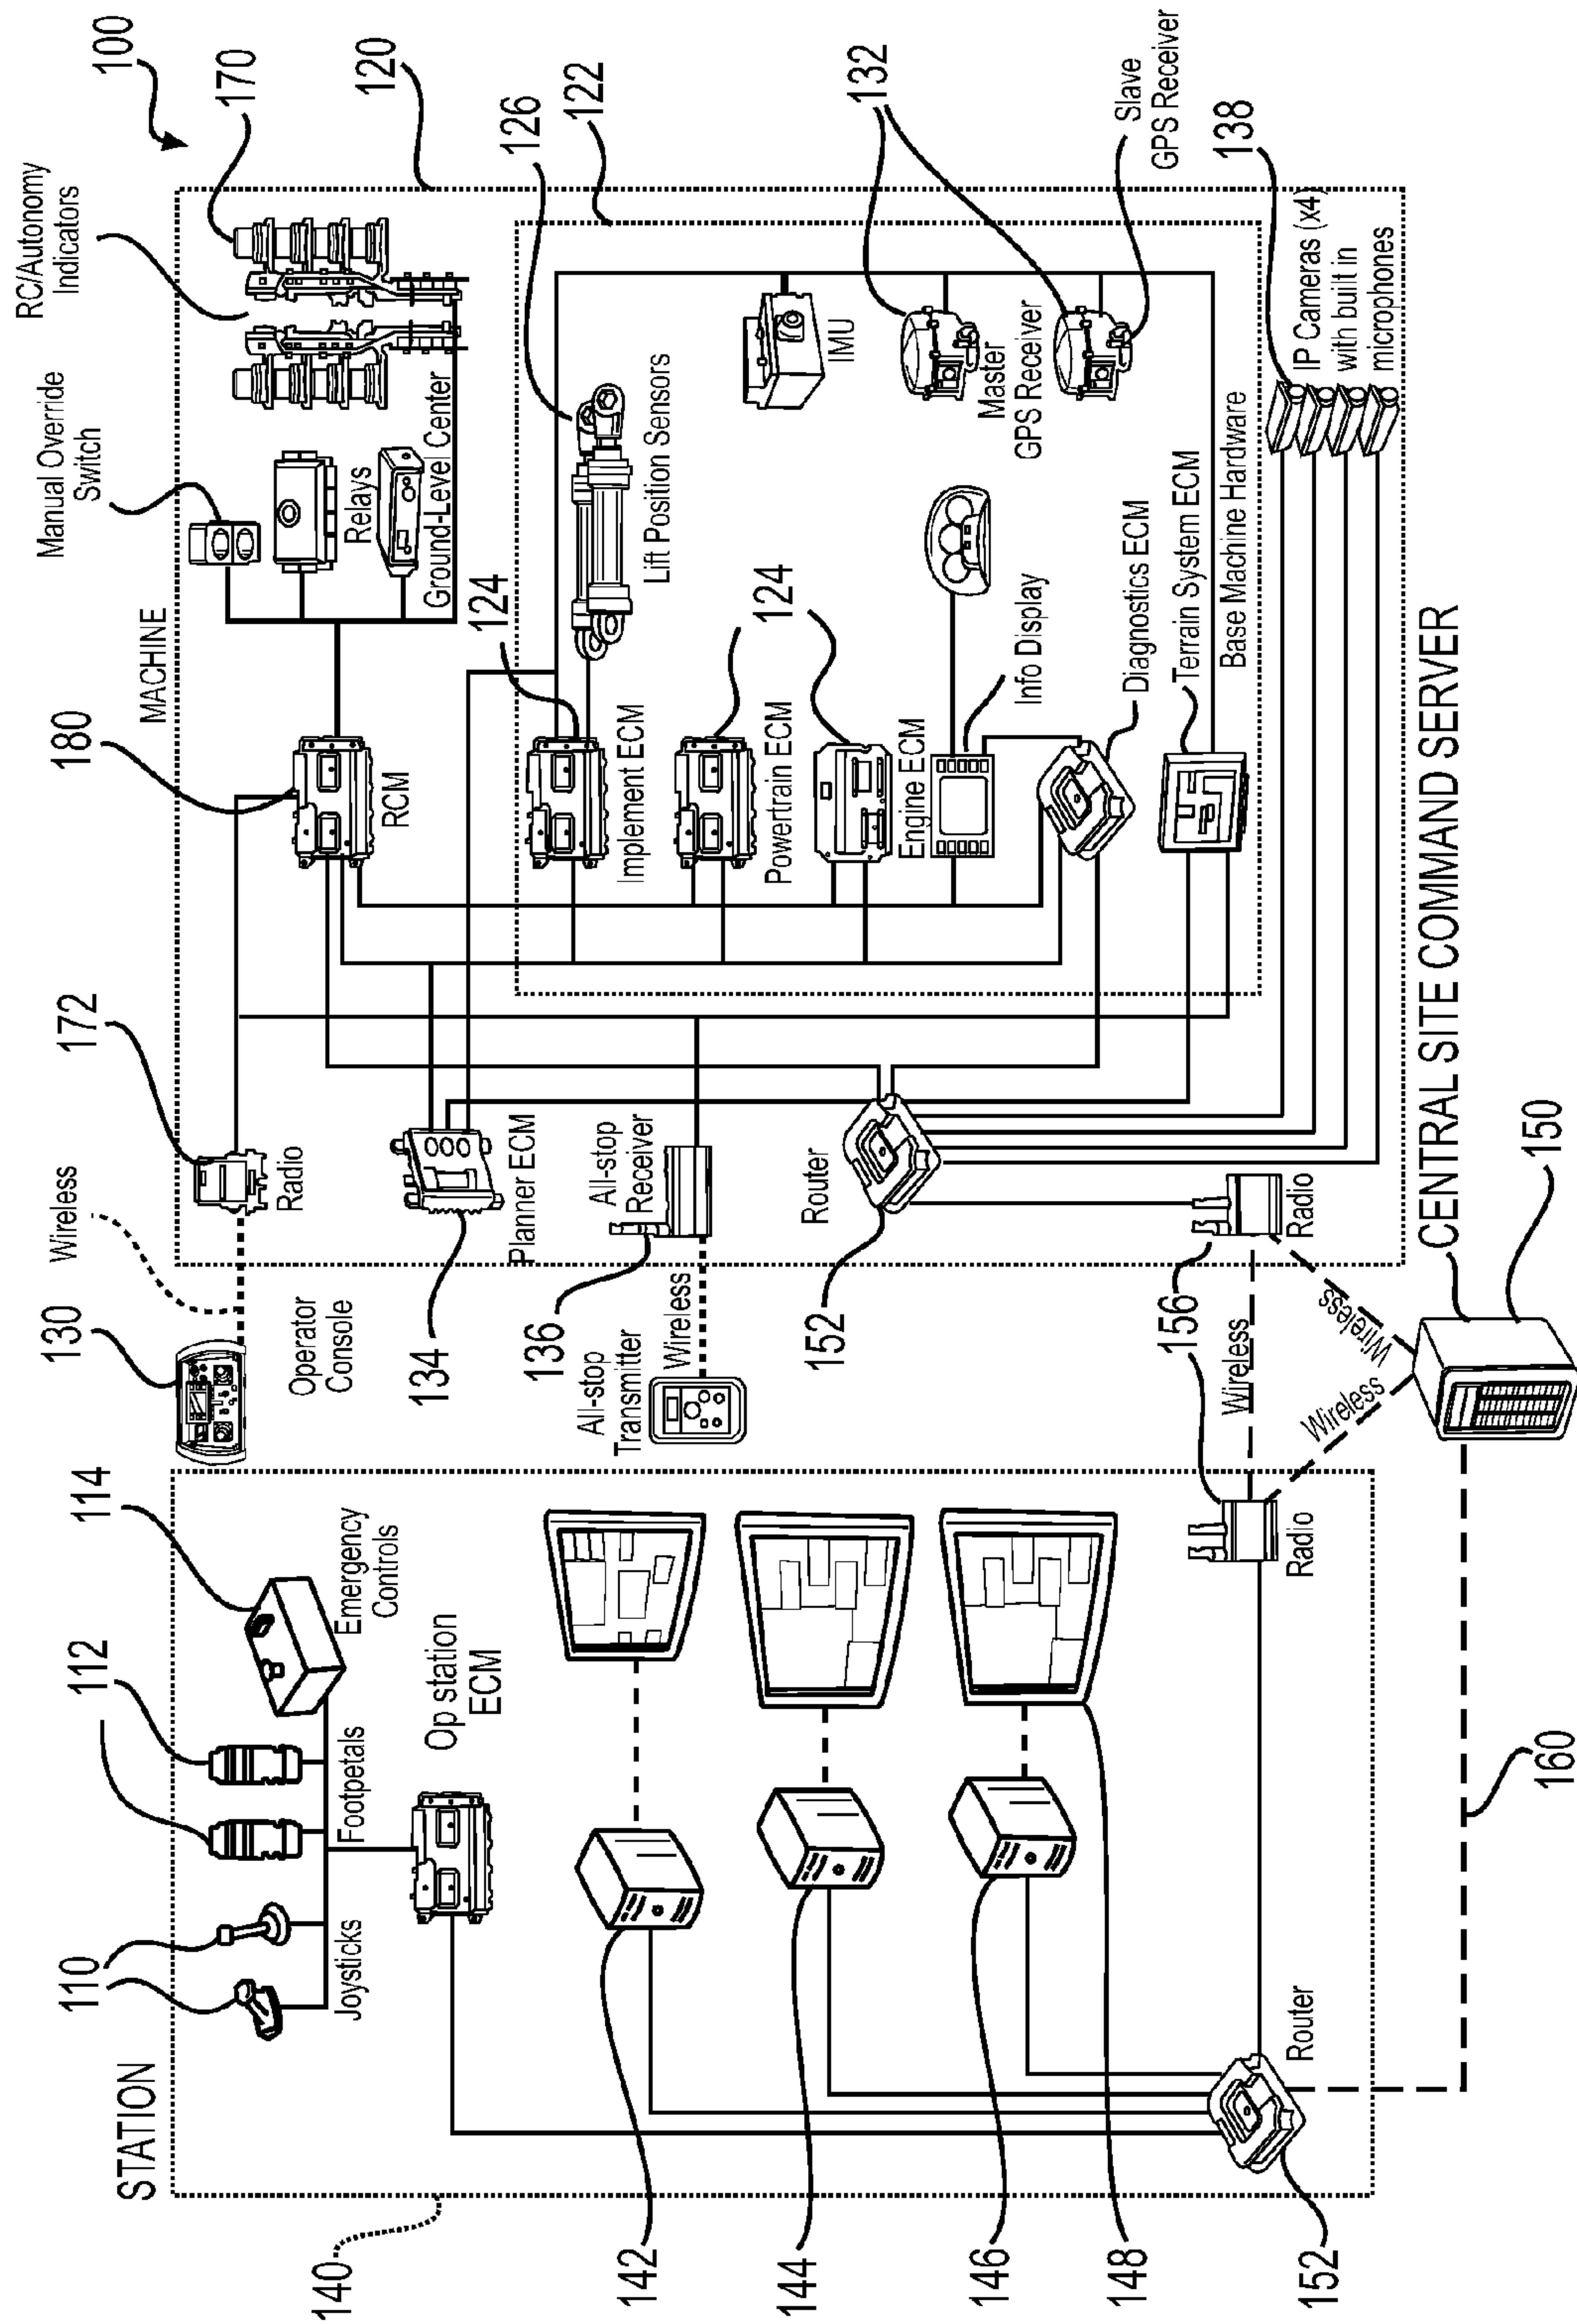 100
STATION
MACHINE
140
110
112
114
130
Wireless
172
180
Manual Override
Switch
RC/Autonomy
Indicators
170
120
Joysticks
Footpetals
Emergency
Controls
Operator
Console
Radio
RCM
Relays
Ground-Level Center
Op station
ECM
134
Planner ECM
124
126
122
Implement ECM
Lift Position Sensors
142
All-stop
Transmitter
Wireless
136
All-stop
Receiver
Powertrain ECM
124
IMU
132
144
Engine ECM
Master
GPS Receiver
152
Router
Info Display
Slave
GPS Receiver
146
Diagnostics ECM
148
Terrain System ECM
Base Machine Hardware
138
IP Cameras (x4)
with built in
microphones
156
Wireless
Radio
Radio
Router
152
Wireless
Wireless
CENTRAL SITE COMMAND SERVER
150
160